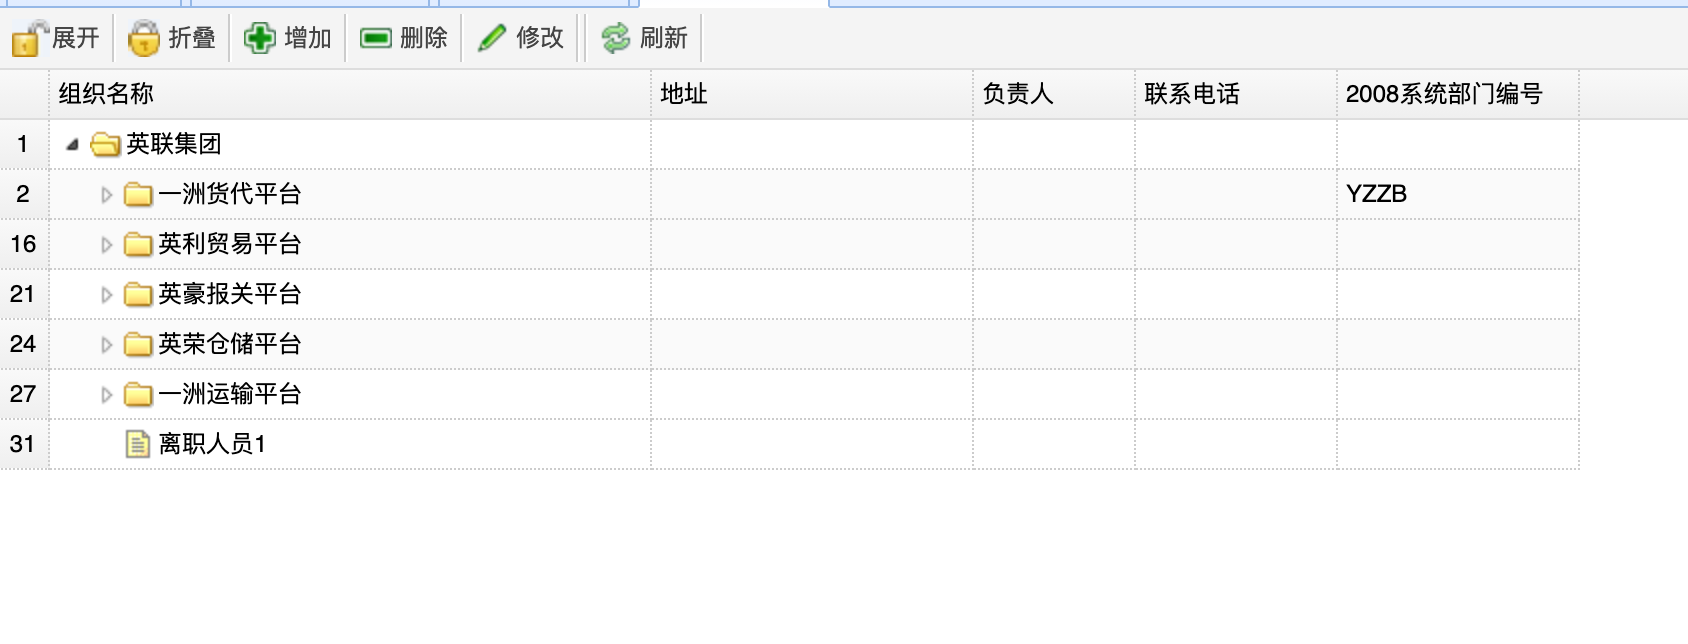 展开 折叠 增加 删除 修改 刷新
组织名称 地址 负责人 联系电话 2008系统部门编号
1 英联集团
2 一洲货代平台 YZZB
16 英利贸易平台
21 英豪报关平台
24 英荣仓储平台
27 一洲运输平台
31 离职人员1